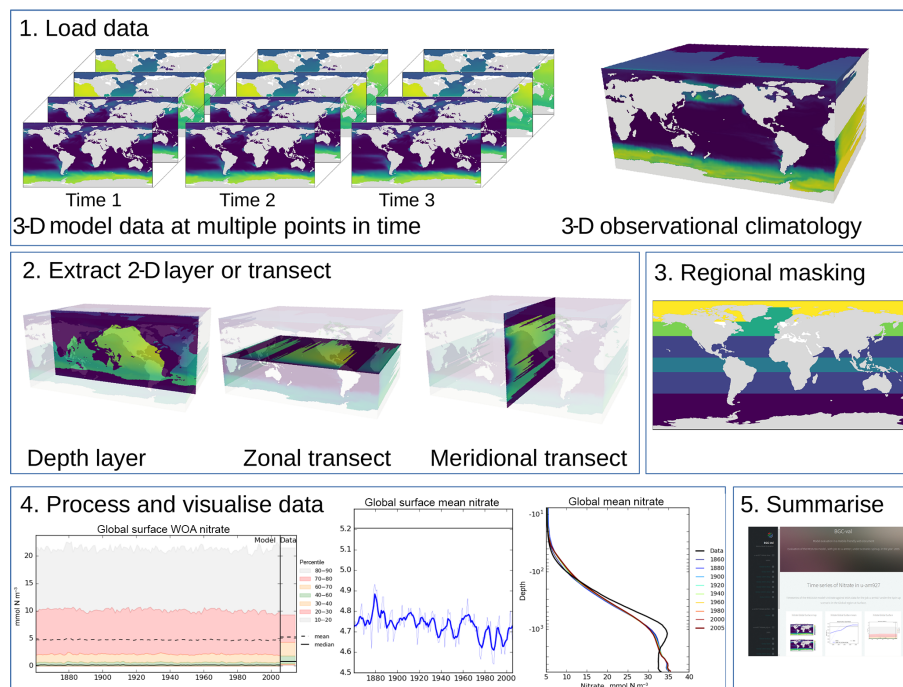 1. Load data
Time 1
Time 2
Time 3
3-D model data at multiple points in time
3-D observational climatology
2. Extract 2-D layer or transect
Depth layer
Zonal transect
Meridional transect
3. Regional masking
4. Process and visualise data
Global surface WOA nitrate
Model
Data
mmol N m⁻³
20
15
10
5
0
1880
1900
1920
1940
1960
1980
2000
Percentile
80−90
70−80
60−70
40−60
30−40
20−30
10−20
mean
median
Global surface mean nitrate
5.2
5.1
5.0
4.9
4.8
4.7
4.6
4.5
1880
1900
1920
1940
1960
1980
2000
Global mean nitrate
Depth
-10¹
-10²
-10³
5
10
15
20
25
30
35
40
Nitrate, mmol N m⁻³
Data
1860
1880
1900
1920
1940
1960
1980
2000
2005
5. Summarise
BGC-val